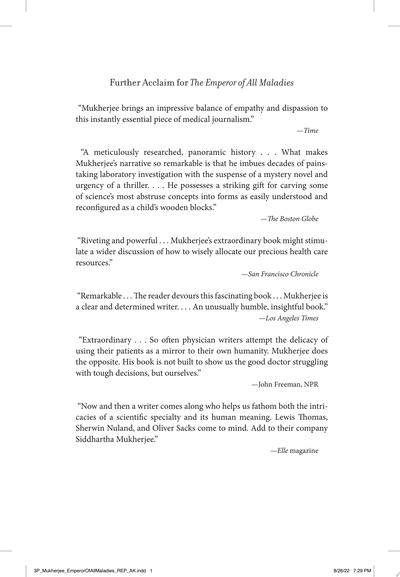 Further Acclaim for The Emperor of All Maladies
“Mukherjee brings an impressive balance of empathy and dispassion to
this instantly essential piece of medical journalism.”
—Time
“A meticulously researched, panoramic history . . . What makes
Mukherjee’s narrative so remarkable is that he imbues decades of pains-
taking laboratory investigation with the suspense of a mystery novel and
urgency of a thriller. . . . He possesses a striking gift for carving some
of science’s most abstruse concepts into forms as easily understood and
reconfigured as a child’s wooden blocks.”
—The Boston Globe
“Riveting and powerful . . . Mukherjee’s extraordinary book might stimu-
late a wider discussion of how to wisely allocate our precious health care
resources.”
—San Francisco Chronicle
“Remarkable . . . The reader devours this fascinating book . . . Mukherjee is
a clear and determined writer. . . . An unusually humble, insightful book.”
—Los Angeles Times
“Extraordinary . . . So often physician writers attempt the delicacy of
using their patients as a mirror to their own humanity. Mukherjee does
the opposite. His book is not built to show us the good doctor struggling
with tough decisions, but ourselves.”
—John Freeman, NPR
“Now and then a writer comes along who helps us fathom both the intri-
cacies of a scientific specialty and its human meaning. Lewis Thomas,
Sherwin Nuland, and Oliver Sacks come to mind. Add to their company
Siddhartha Mukherjee.”
—Elle magazine
3P_Mukherjee_EmperorOfAllMaladies_REP_AK.indd 1
8/26/22 7:29 PM